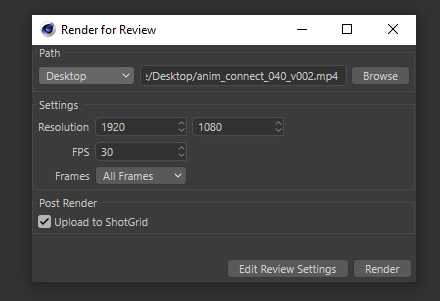 Render for Review
Path
Desktop :/Desktop/anim_connect_040_v002.mp4 Browse
Settings
Resolution 1920 1080
FPS 30
Frames All Frames
Post Render
Upload to ShotGrid
Edit Review Settings Render